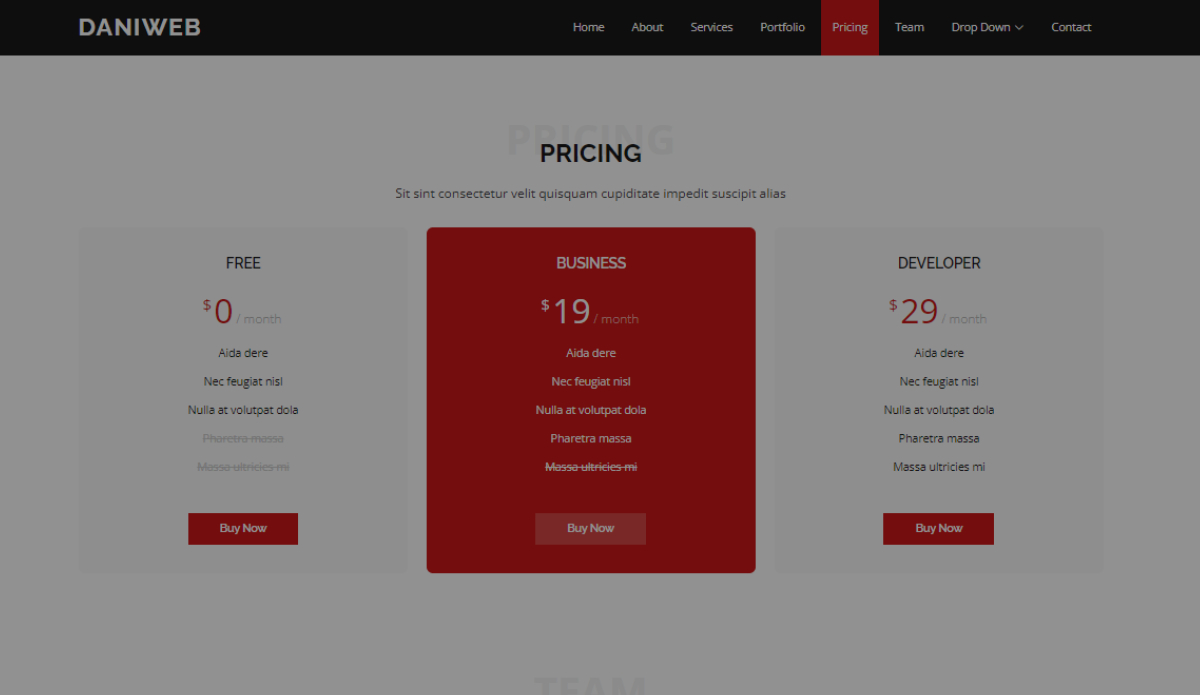 DANIWEB
Home About Services Portfolio Pricing Team Drop Down Contact
PRICING
PRICING
Sit sint consectetur velit quisquam cupiditate impedit suscipit alias
FREE
$0 / month
Aida dere
Nec feugiat nisl
Nulla at volutpat dola
Pharetra massa
Massa ultricies mi
Buy Now
BUSINESS
$19 / month
Aida dere
Nec feugiat nisl
Nulla at volutpat dola
Pharetra massa
Massa ultricies mi
Buy Now
DEVELOPER
$29 / month
Aida dere
Nec feugiat nisl
Nulla at volutpat dola
Pharetra massa
Massa ultricies mi
Buy Now
TEAM